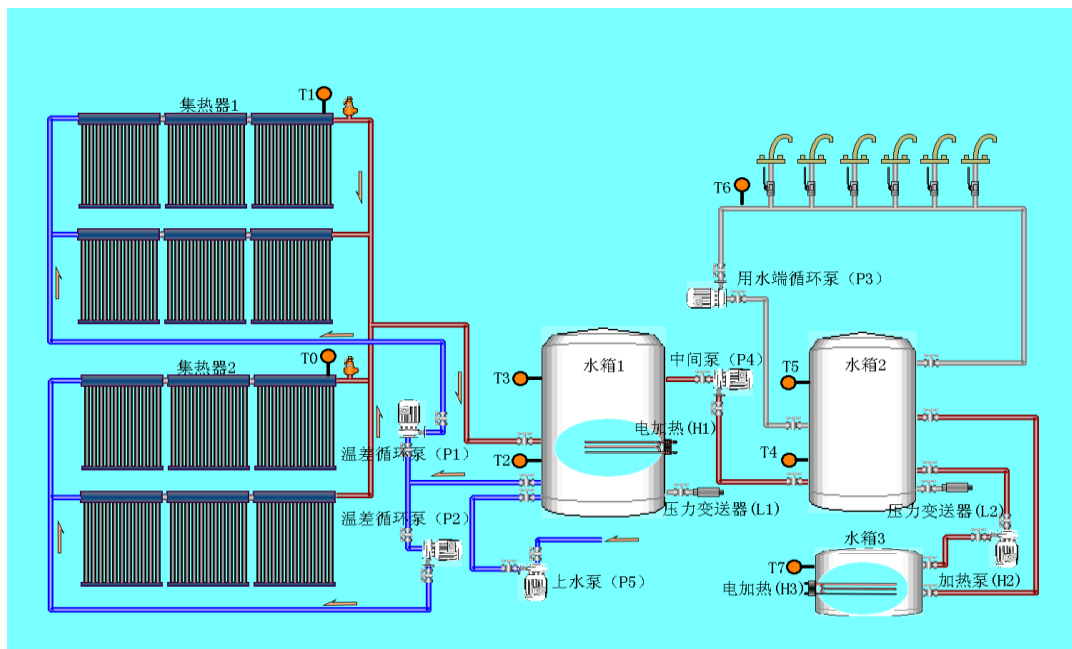 T1
集热器1
T6
用水端循环泵（P3）
集热器2
T0
T3
水箱1
中间泵（P4）
T5
水箱2
电加热(H1)
温差循环泵（P1）
T2
T4
温差循环泵（P2）
压力变送器(L1)
压力变送器(L2)
水箱3
T7
上水泵（P5）
电加热(H3)
加热泵(H2)